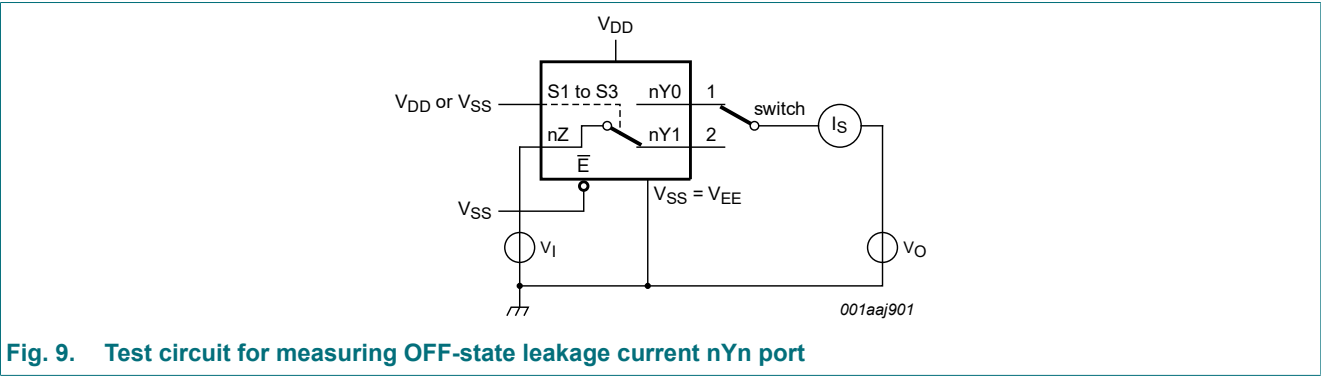 VDD
VDD or VSS
S1 to S3
nY0
1
switch
IS
nZ
nY1
2
E̅
VSS = VEE
VSS
VI
VO
001aaj901
Fig. 9. Test circuit for measuring OFF-state leakage current nYn port